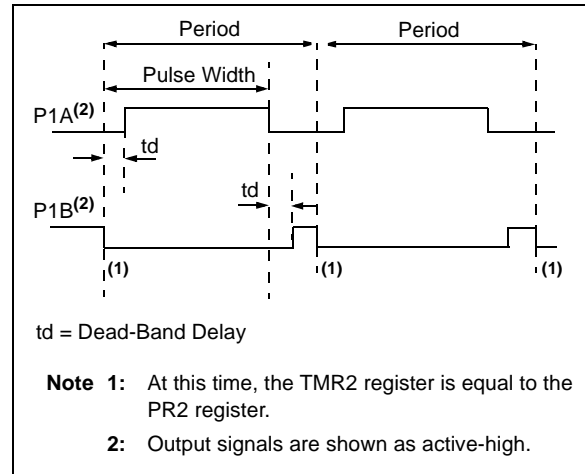 Period Period
Pulse Width
P1A(2)
td
td
P1B(2)
(1) (1) (1)
td = Dead-Band Delay
Note 1: At this time, the TMR2 register is equal to the
PR2 register.
2: Output signals are shown as active-high.